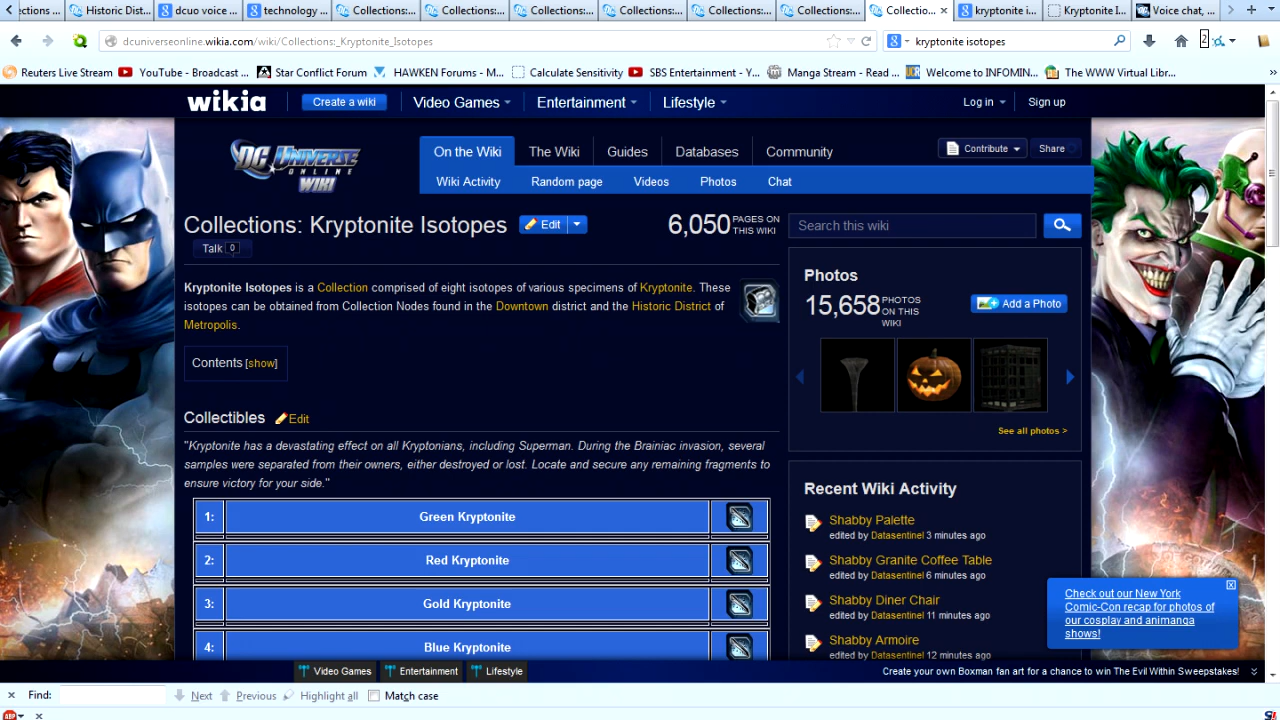 ctions ...
Historic Dist...
dcuo voice ...
technology ...
Collections:...
Collections:...
Collections:...
Collections:...
Collections:...
Collections:...
Collectio...
kryptonite i...
Kryptonite I...
Voice chat, ...
dcuniverseonline.wikia.com/wiki/Collections:_Kryptonite_Isotopes
kryptonite isotopes
2
Reuters Live Stream
YouTube - Broadcast ...
Star Conflict Forum
HAWKEN Forums - M...
Calculate Sensitivity
SBS Entertainment - Y...
Manga Stream - Read ...
Welcome to INFOMIN...
The WWW Virtual Libr...
wikia
Create a wiki
Video Games
Entertainment
Lifestyle
Log in
Sign up
DC UNIVERSE
ONLINE
WIKI
On the Wiki
The Wiki
Guides
Databases
Community
Contribute
Share
Wiki Activity
Random page
Videos
Photos
Chat
Collections: Kryptonite Isotopes
Edit
6,050 PAGES ON THIS WIKI
Search this wiki
Talk 0
Kryptonite Isotopes is a Collection comprised of eight isotopes of various specimens of Kryptonite. These
isotopes can be obtained from Collection Nodes found in the Downtown district and the Historic District of
Metropolis.
Contents [show]
Collectibles Edit
"Kryptonite has a devastating effect on all Kryptonians, including Superman. During the Brainiac invasion, several
samples were separated from their owners, either destroyed or lost. Locate and secure any remaining fragments to
ensure victory for your side."
1: Green Kryptonite
2: Red Kryptonite
3: Gold Kryptonite
4: Blue Kryptonite
Photos
15,658 PHOTOS ON THIS WIKI
Add a Photo
See all photos >
Recent Wiki Activity
Shabby Palette
edited by Datasentinel 3 minutes ago
Shabby Granite Coffee Table
edited by Datasentinel 6 minutes ago
Shabby Diner Chair
edited by Datasentinel 11 minutes ago
Shabby Armoire
edited by Datasentinel 12 minutes ago
Check out our New York
Comic-Con recap for photos of
our cosplay and animanga
shows!
Video Games
Entertainment
Lifestyle
Create your own Boxman fan art for a chance to win The Evil Within Sweepstakes!
Find:
Next
Previous
Highlight all
Match case
ABP